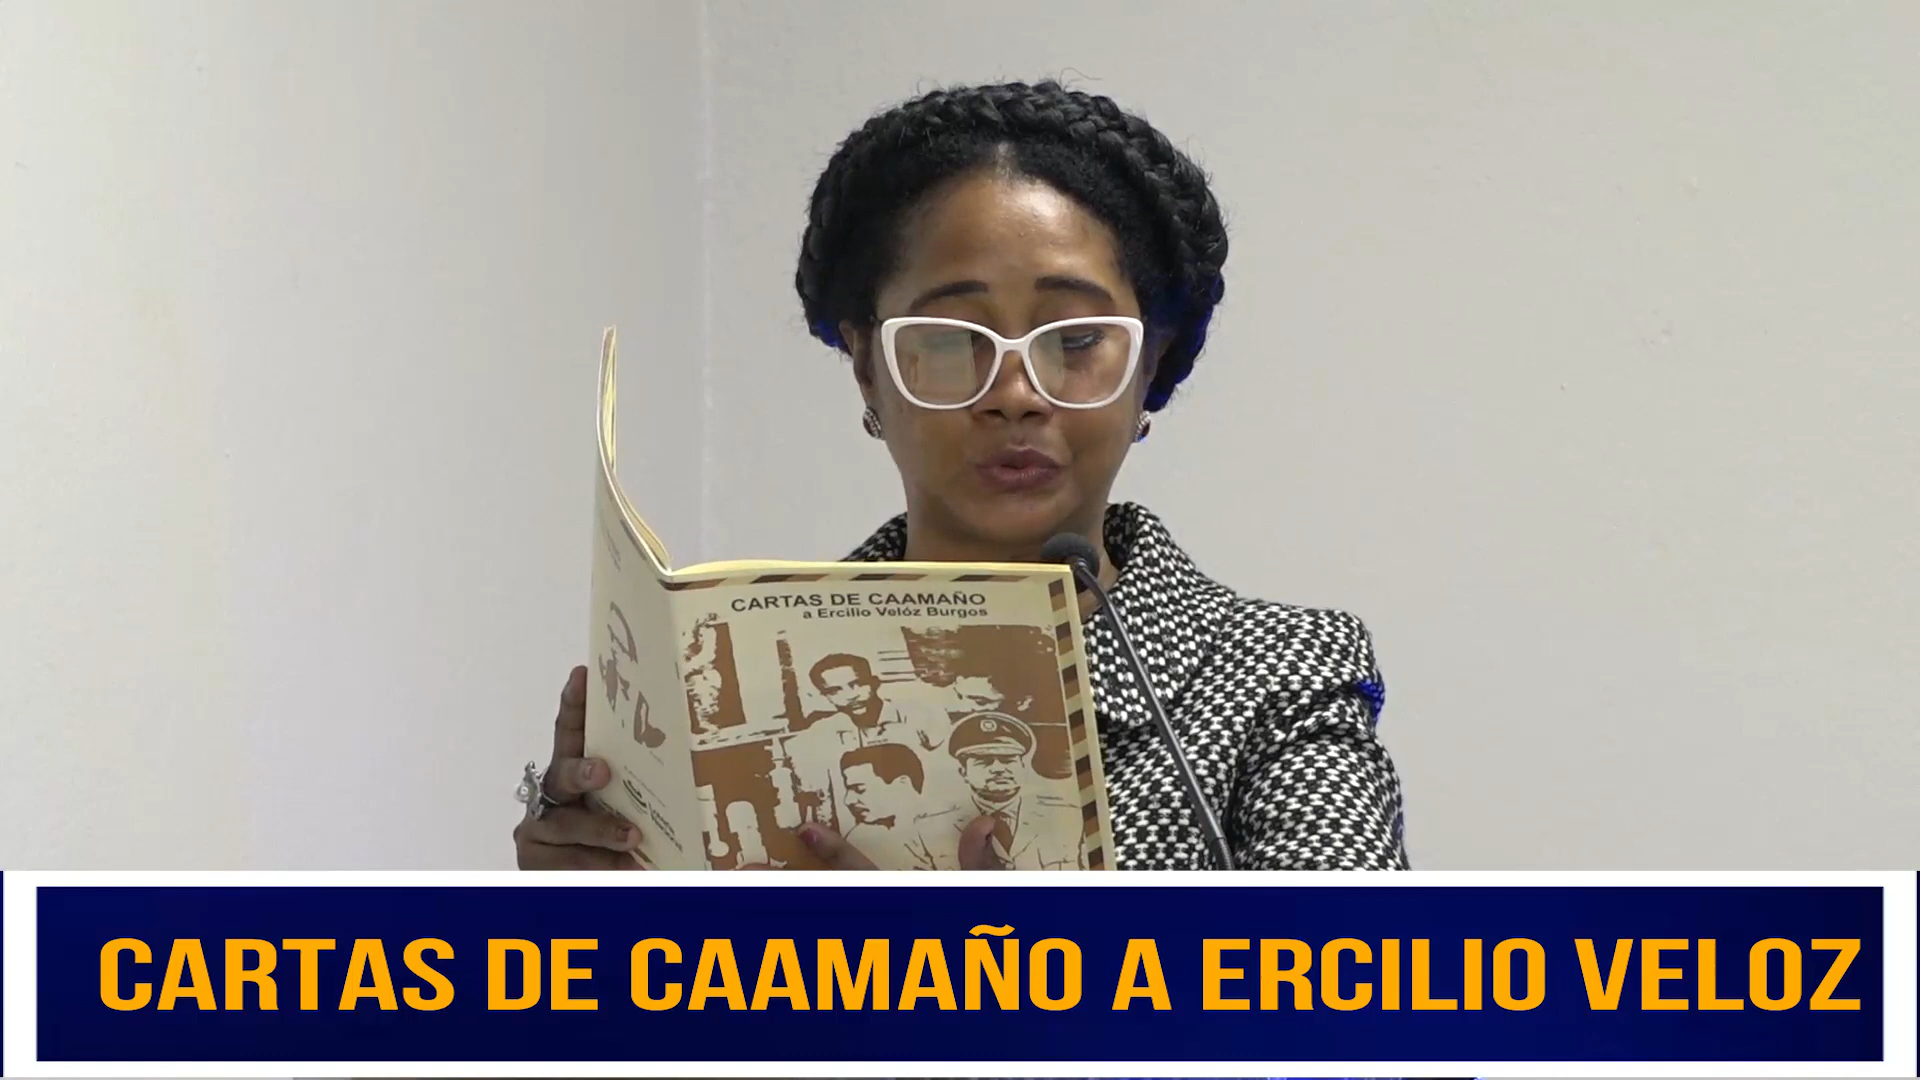 CARTAS DE CAAMAÑO
a Ercilio Velóz Burgos
CARTAS DE CAAMAÑO A ERCILIO VELOZ